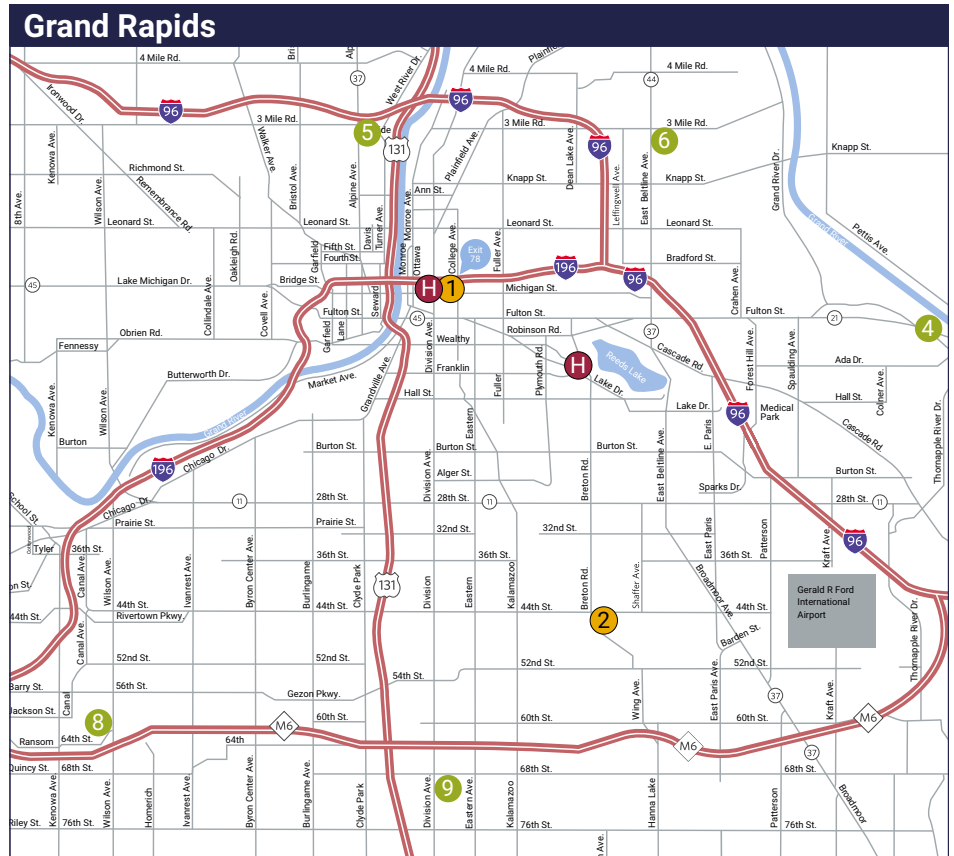 Grand Rapids
4 Mile Rd.
Bris
Alp
West River Dr.
Plainfie
4 Mile Rd.
4 Mile Rd.
37
44
Ironwood Dr.
96
96
3 Mile Rd.
5
de
131
3 Mile Rd.
96
6
3 Mile Rd.
Kenowa Ave.
Walker Ave.
Plainfield Ave.
Dean Lake Ave.
Knapp St.
Richmond St.
Remembrance Rd.
Bristol Ave.
Alpine Ave.
Ann St.
Knapp St.
Knapp St.
Leffingwell Ave.
East Beltline Ave.
Grand River Dr.
8th Ave.
Wilson Ave.
Leonard St.
Leonard St.
Davis
Turner Ave.
Monroe Ave.
Leonard St.
Leonard St.
Grand River
Pettis Ave.
Oakleigh Rd.
Garfield
Fifth St.
Fourth St.
Monroe
Ottawa
College Ave.
Exit
78
Fuller Ave.
Bradford St.
45
Lake Michigan Dr.
Collindale Ave.
Covell Ave.
Bridge St.
Seward
H
1
196
96
Michigan St.
Crahen Ave.
Fulton St.
45
Fulton St.
Fulton St.
21
4
Obrien Rd.
Garfield
Lane
Division Ave.
Wealthy
Robinson Rd.
37
Fennessy
Cascade Rd.
Forest Hill Ave.
Spaulding Ave.
Ada Dr.
Butterworth Dr.
Market Ave.
Grandville Ave.
Franklin
Plymouth Rd.
H
Reeds Lake
Lake Dr.
Kenowa Ave.
Wilson Ave.
Hall St.
Fuller
Lake Dr.
Medical
Park
Hall St.
Colner Ave.
Grand River
Eastern
E. Paris
96
Cascade Rd.
Thornapple River Dr.
Burton
Chicago Dr.
Burton St.
Burton St.
Burton St.
196
Division Ave.
Alger St.
Breton Rd.
East Beltline Ave.
Burton St.
School St.
Chicago Dr.
11
28th St.
28th St.
11
Sparks Dr.
28th St.
11
Prairie St.
Prairie St.
32nd St.
32nd St.
East Paris
Patterson
Kraft Ave.
96
Tyler
36th St.
36th St.
36th St.
36th St.
on St.
Canal Ave.
Wilson Ave.
Ivanrest Ave.
Byron Center Ave.
Burlingame
Clyde Park
131
Division
Eastern
Kalamazoo
Breton Rd.
Shaffer Ave.
Broadmoor Ave.
Gerald R Ford
International
Airport
44th St.
44th St.
44th St.
44th St.
44th St.
Rivertown Pkwy.
2
Barden St.
Thornapple River Dr.
Canal Ave.
52nd St.
52nd St.
54th St.
52nd St.
52nd St.
Barry St.
56th St.
Gezon Pkwy.
Wing Ave.
East Paris Ave.
37
Kraft Ave.
Jackson St.
Canal
8
60th St.
60th St.
60th St.
M6
M6
Ransom
64th St.
64th
M6
37
Quincy St.
68th St.
68th St.
68th St.
Kenowa Ave.
Wilson Ave.
Homerich
Ivanrest Ave.
Byron Center Ave.
Burlingame Ave.
Clyde Park
Division Ave.
9
Eastern Ave.
Kalamazoo
Hanna Lake
Patterson
Broadmoor
Riley St.
76th St.
76th St.
76th St.
n Ave.